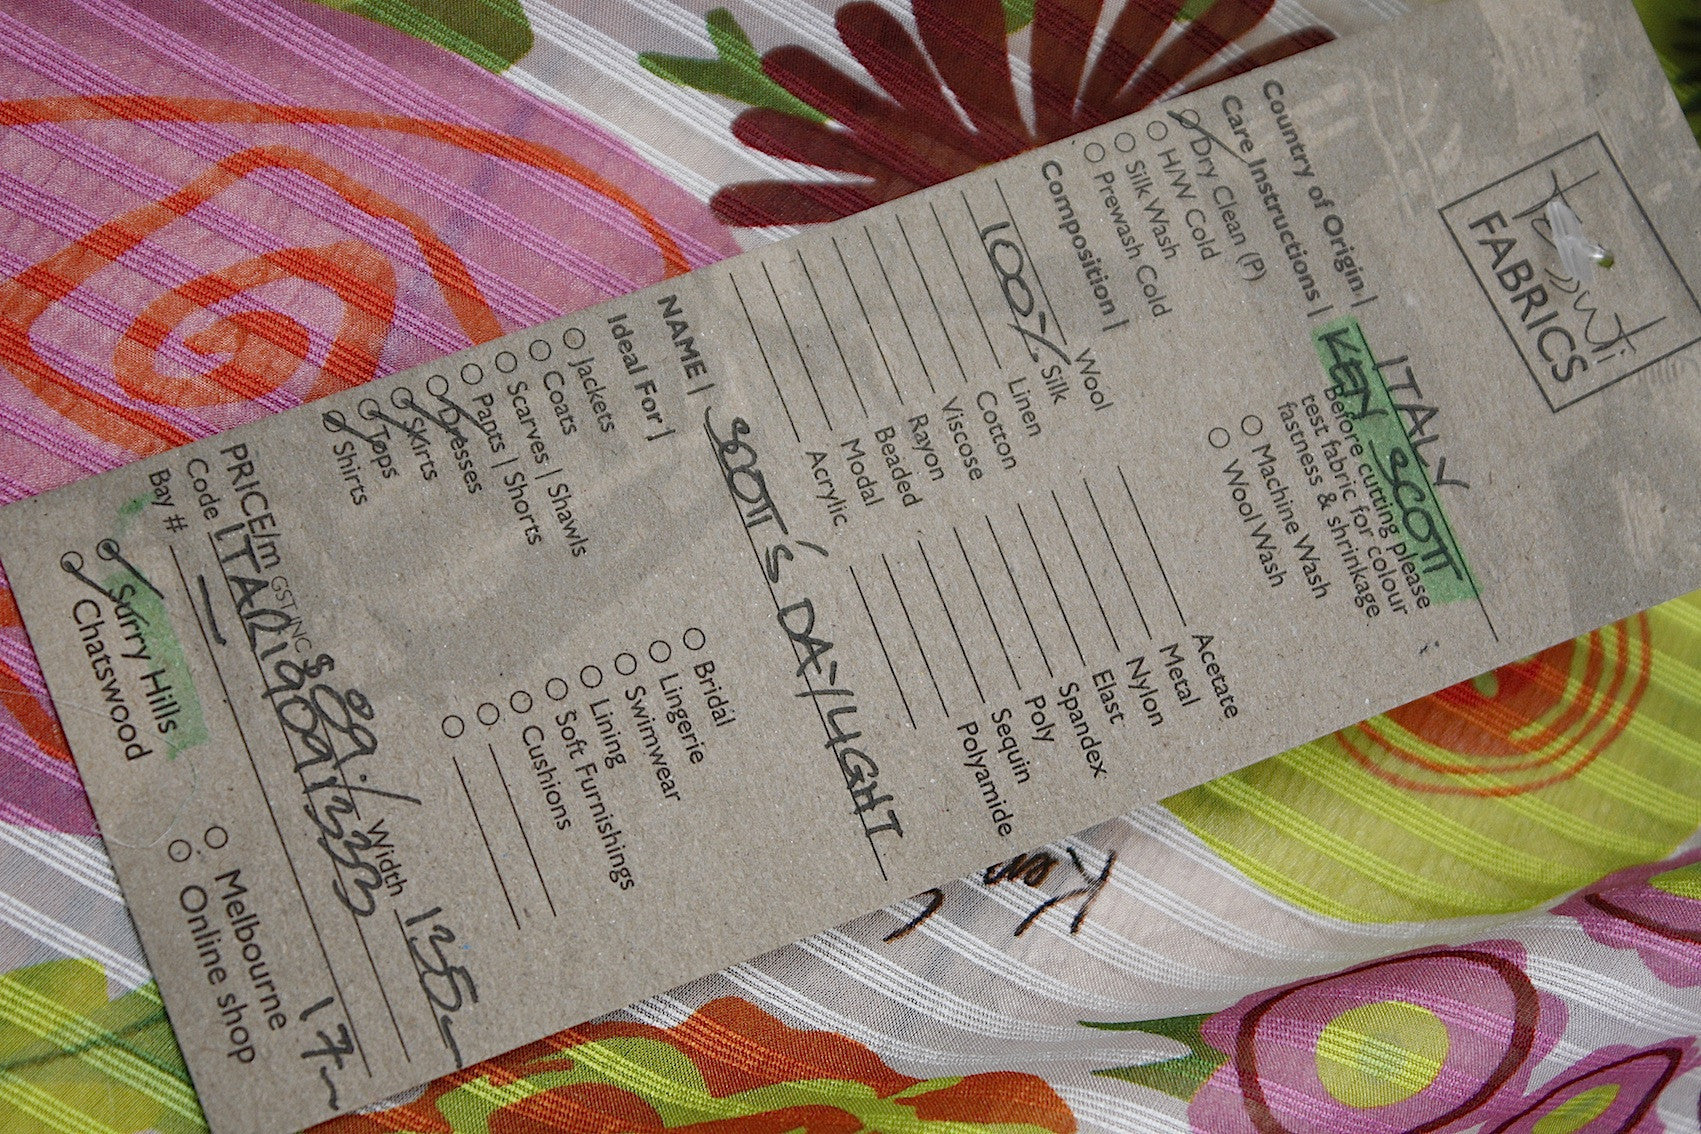 Tessuti
FABRICS
Country of Origin | ITALY
KEN SCOTT
Care Instructions | Before cutting please
test fabric for colour
fastness & shrinkage
Dry Clean (P)
H/W Cold
Silk Wash
Prewash Cold
Machine Wash
Wool Wash
Composition |
Wool
100% Silk
Linen
Cotton
Viscose
Rayon
Beaded
Modal
Acrylic
Acetate
Metal
Nylon
Elast
Spandex
Poly
Sequin
Polyamide
NAME | SCOTT'S DAYLIGHT
Ideal For |
Jackets
Coats
Scarves | Shawls
Pants | Shorts
Dresses
Skirts
Tops
Shirts
Bridal
Lingerie
Swimwear
Lining
Soft Furnishings
Cushions
PRICE/m GST INC $89.- Width 135
Code
Bay #
Surry Hills
Chatswood
Melbourne
Online shop
17m
Ken